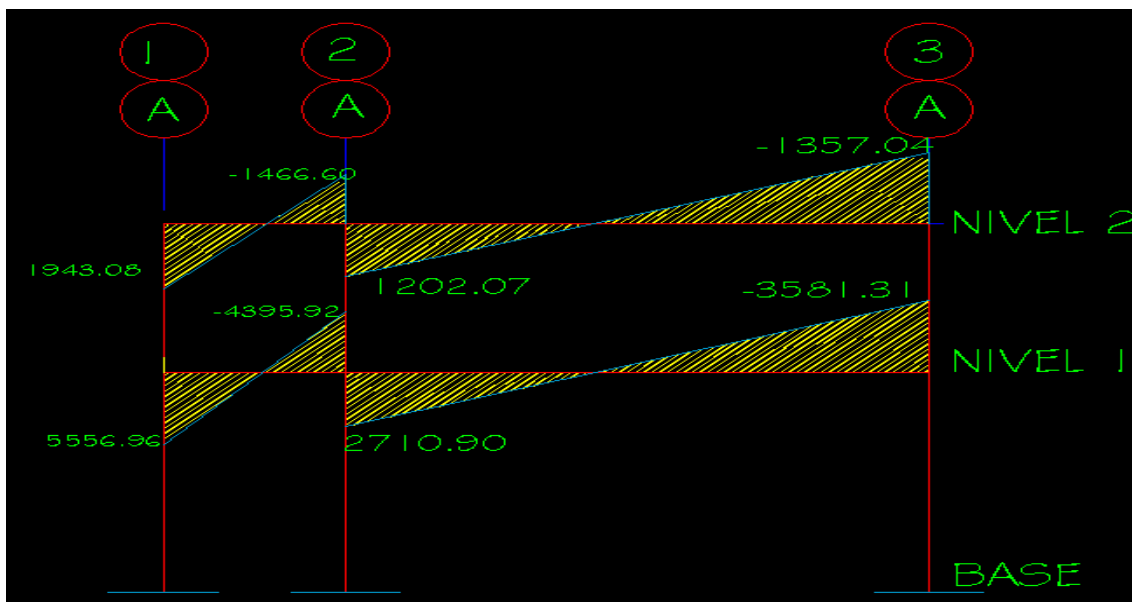 1 2 3
A A A
-1357.04
-1466.60
NIVEL 2
1943.08
1202.07
-3581.31
-4395.92
NIVEL 1
5556.96
2710.90
BASE